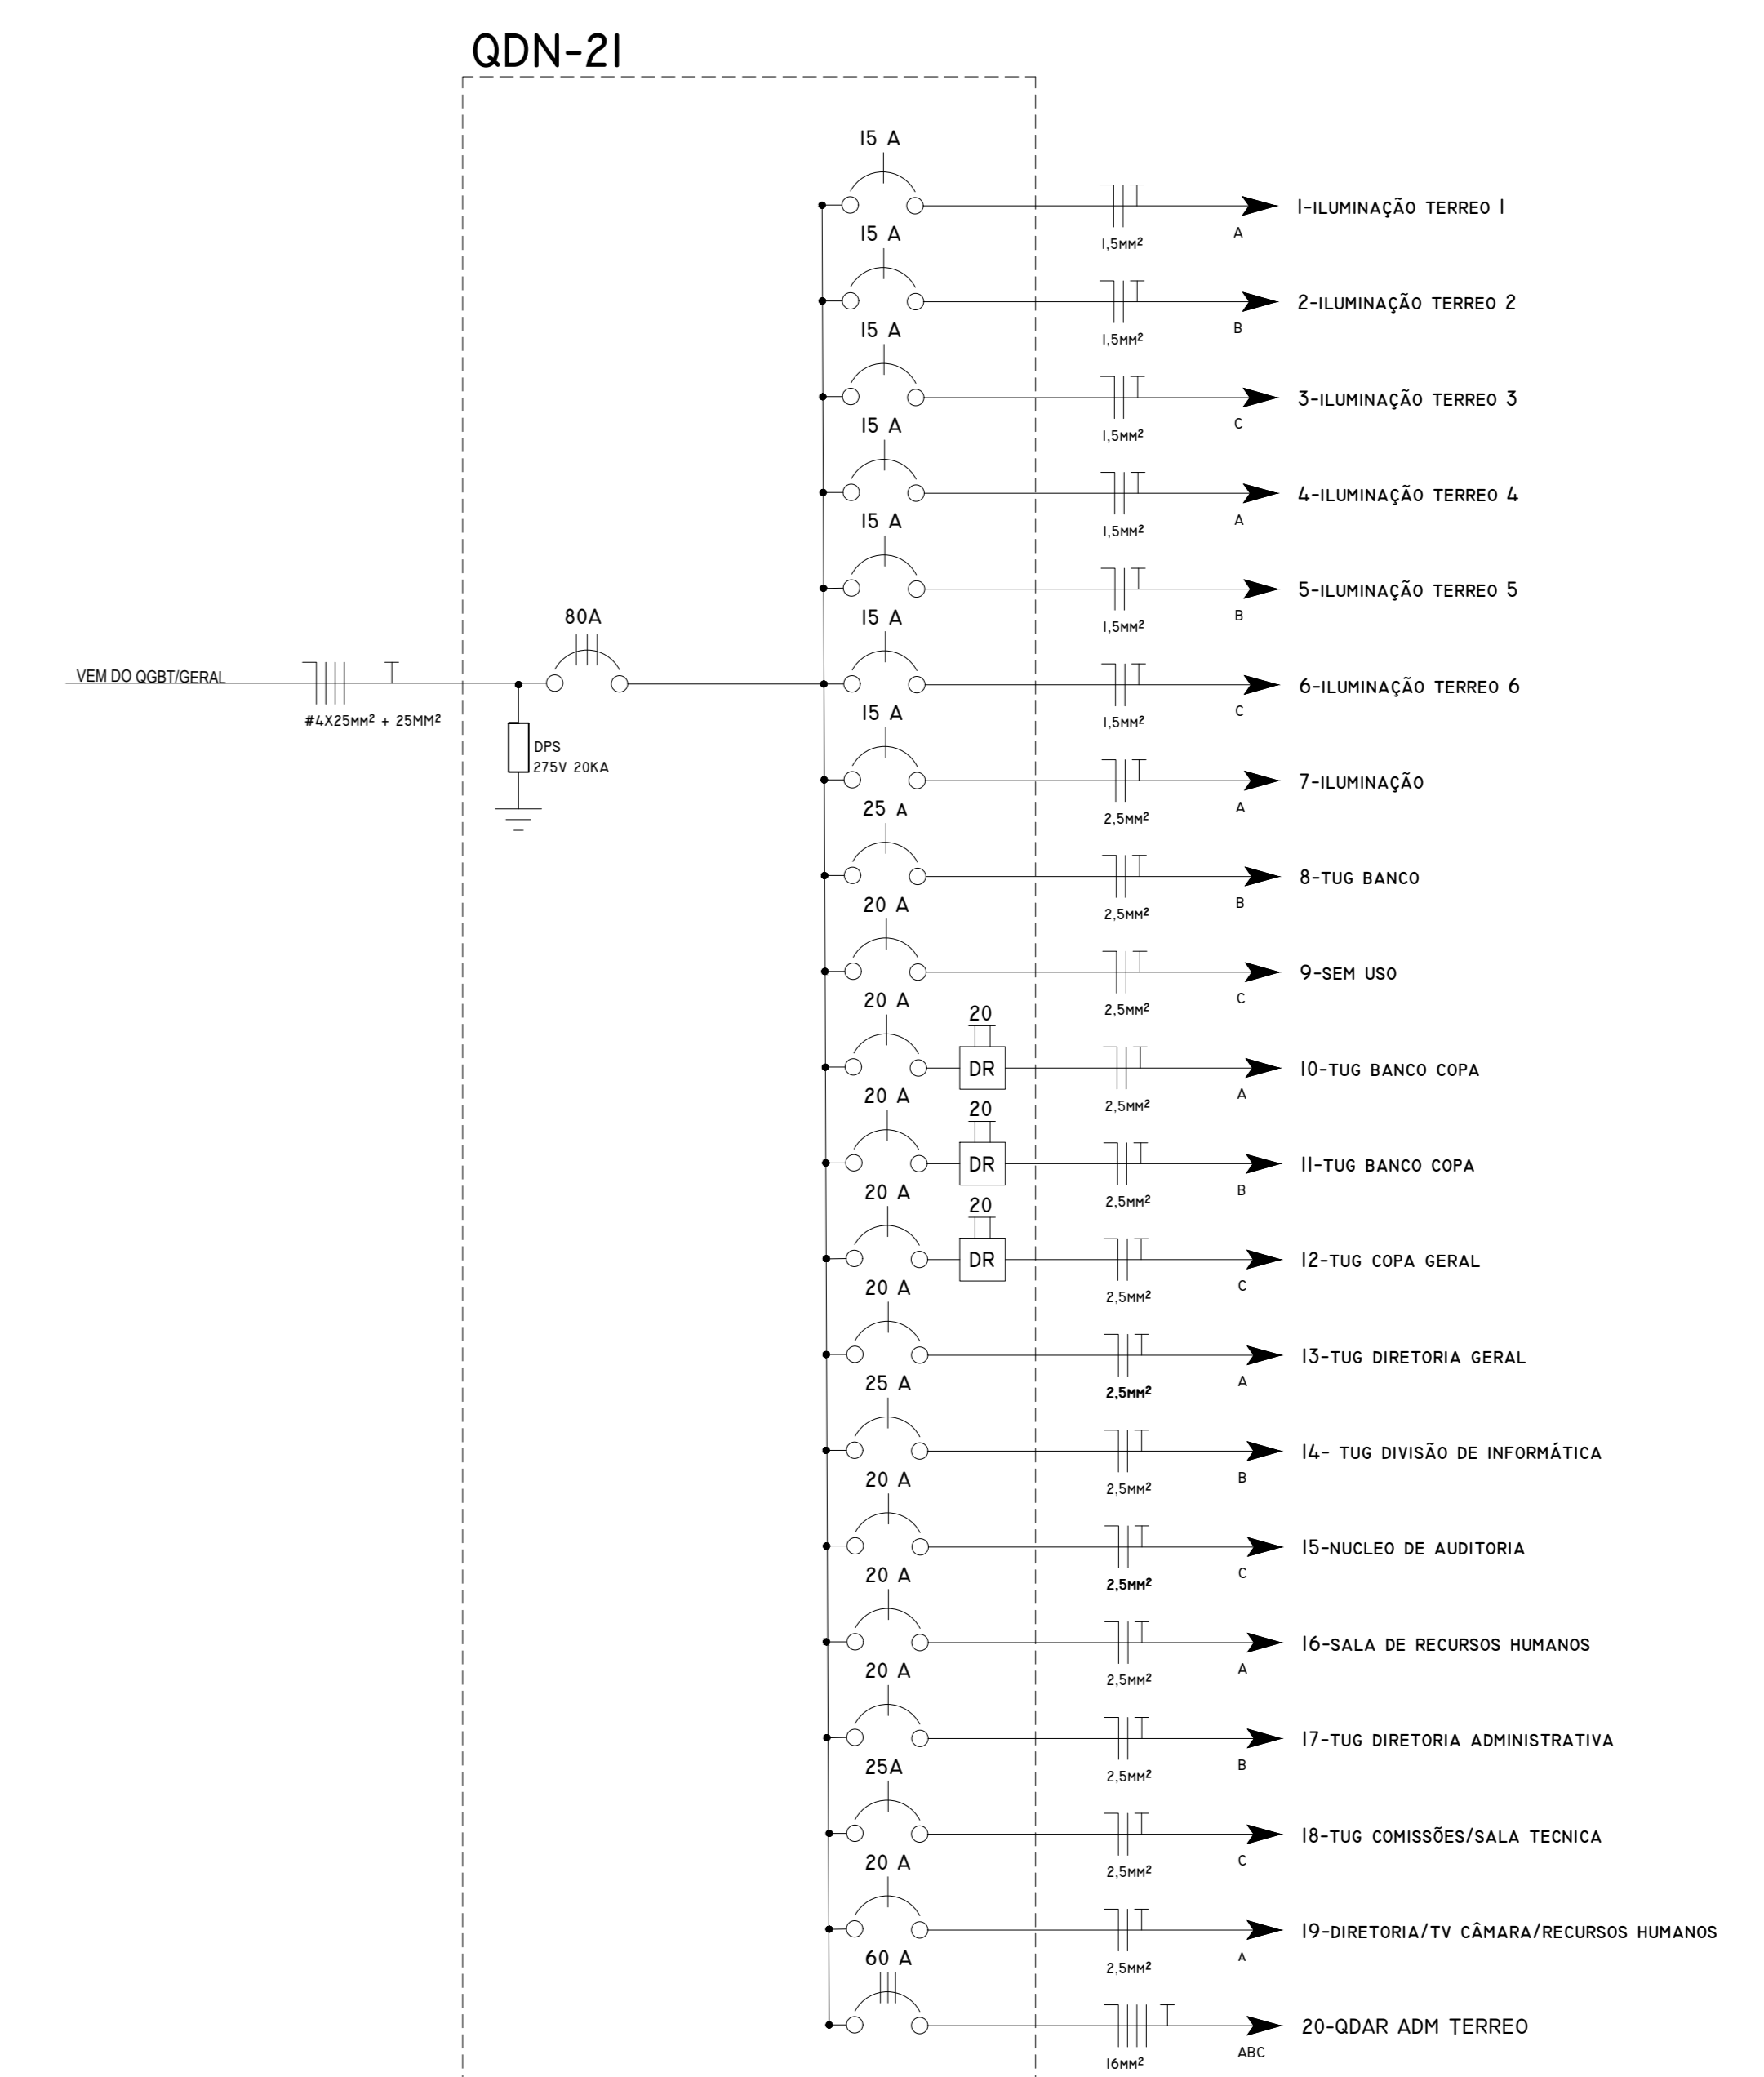 QDN-21
15 A
1-ILUMINAÇÃO TERREO 1
A
1,5MM²
15 A
2-ILUMINAÇÃO TERREO 2
B
1,5MM²
15 A
3-ILUMINAÇÃO TERREO 3
C
1,5MM²
15 A
4-ILUMINAÇÃO TERREO 4
A
1,5MM²
15 A
5-ILUMINAÇÃO TERREO 5
B
1,5MM²
80A
VEM DO QGBT/GERAL
#4X25MM² + 25MM²
DPS
275V 20KA
15 A
6-ILUMINAÇÃO TERREO 6
C
1,5MM²
15 A
7-ILUMINAÇÃO
A
2,5MM²
25 A
8-TUG BANCO
B
2,5MM²
20 A
9-SEM USO
C
2,5MM²
20 A
20
DR
10-TUG BANCO COPA
A
2,5MM²
20 A
20
DR
11-TUG BANCO COPA
B
2,5MM²
20 A
20
DR
12-TUG COPA GERAL
C
2,5MM²
20 A
13-TUG DIRETORIA GERAL
A
2,5MM²
25 A
14- TUG DIVISÃO DE INFORMÁTICA
B
2,5MM²
20 A
15-NUCLEO DE AUDITORIA
C
2,5MM²
20 A
16-SALA DE RECURSOS HUMANOS
A
2,5MM²
20 A
17-TUG DIRETORIA ADMINISTRATIVA
B
2,5MM²
25A
18-TUG COMISSÕES/SALA TECNICA
C
2,5MM²
20 A
19-DIRETORIA/TV CÂMARA/RECURSOS HUMANOS
A
2,5MM²
60 A
20-QDAR ADM TERREO
ABC
16MM²